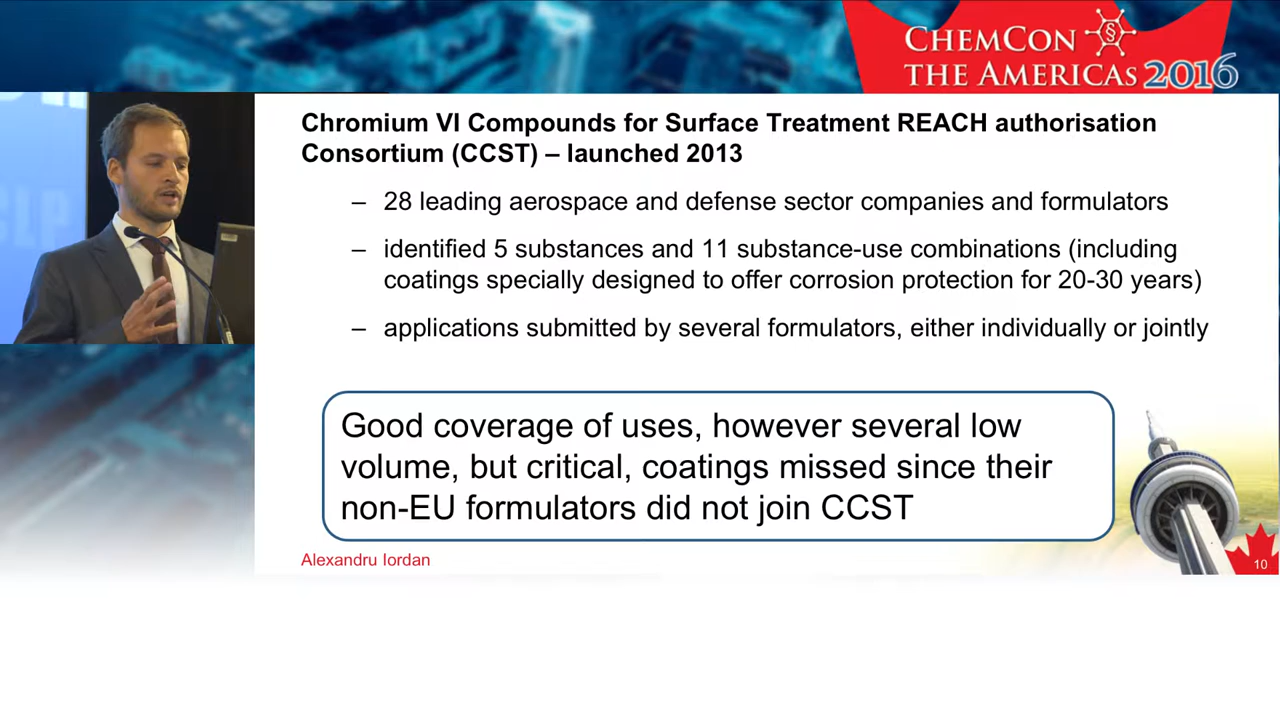 CHEMCON
THE AMERICAS 2016
Chromium VI Compounds for Surface Treatment REACH authorisation
Consortium (CCST) – launched 2013
– 28 leading aerospace and defense sector companies and formulators
– identified 5 substances and 11 substance-use combinations (including
coatings specially designed to offer corrosion protection for 20-30 years)
– applications submitted by several formulators, either individually or jointly
Good coverage of uses, however several low
volume, but critical, coatings missed since their
non-EU formulators did not join CCST
Alexandru Iordan
10